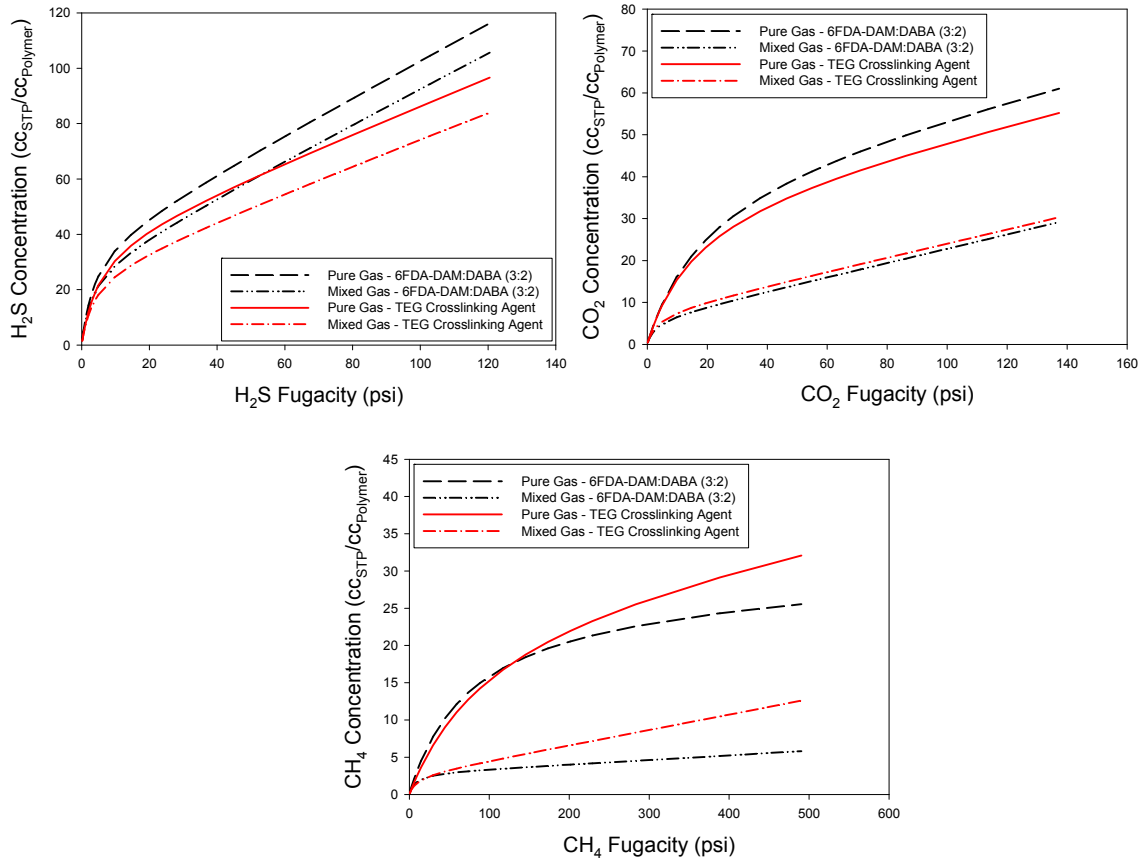 H₂S Concentration (cc_STP/cc_Polymer)
120
100
80
60
40
20
0
Pure Gas - 6FDA-DAM:DABA (3:2)
Mixed Gas - 6FDA-DAM:DABA (3:2)
Pure Gas - TEG Crosslinking Agent
Mixed Gas - TEG Crosslinking Agent
0 20 40 60 80 100 120 140
H₂S Fugacity (psi)
CO₂ Concentration (cc_STP/cc_Polymer)
80
70
60
50
40
30
20
10
0
Pure Gas - 6FDA-DAM:DABA (3:2)
Mixed Gas - 6FDA-DAM:DABA (3:2)
Pure Gas - TEG Crosslinking Agent
Mixed Gas - TEG Crosslinking Agent
0 20 40 60 80 100 120 140 160
CO₂ Fugacity (psi)
CH₄ Concentration (cc_STP/cc_Polymer)
45
40
35
30
25
20
15
10
5
0
Pure Gas - 6FDA-DAM:DABA (3:2)
Mixed Gas - 6FDA-DAM:DABA (3:2)
Pure Gas - TEG Crosslinking Agent
Mixed Gas - TEG Crosslinking Agent
0 100 200 300 400 500 600
CH₄ Fugacity (psi)